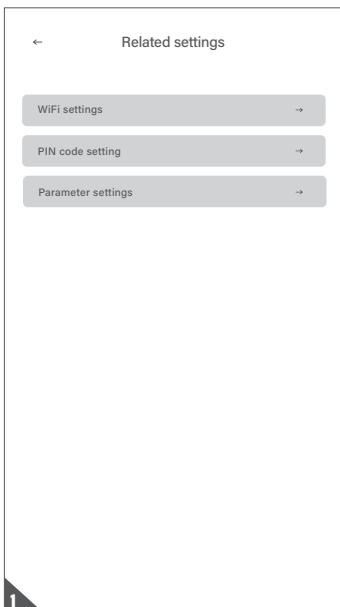 ← Related settings
WiFi settings →
PIN code setting →
Parameter settings →
1